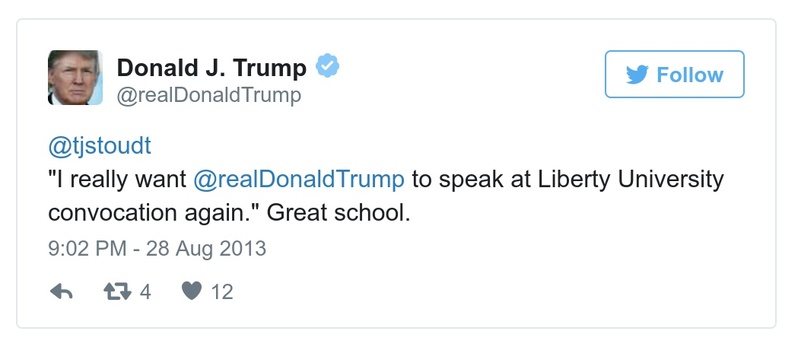 Donald J. Trump
@realDonaldTrump
Follow
@tjstoudt
"I really want @realDonaldTrump to speak at Liberty University
convocation again." Great school.
9:02 PM - 28 Aug 2013
4 12